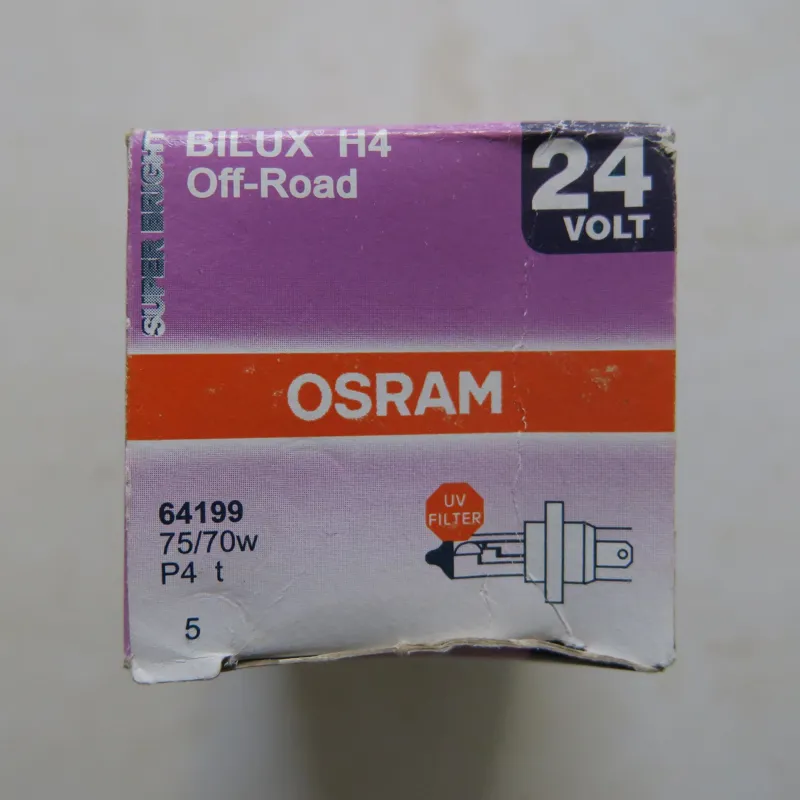 SUPER BRIGHT
BILUX® H4
Off-Road
24
VOLT
OSRAM
64199
75/70w
P4 t
5
UV
FILTER